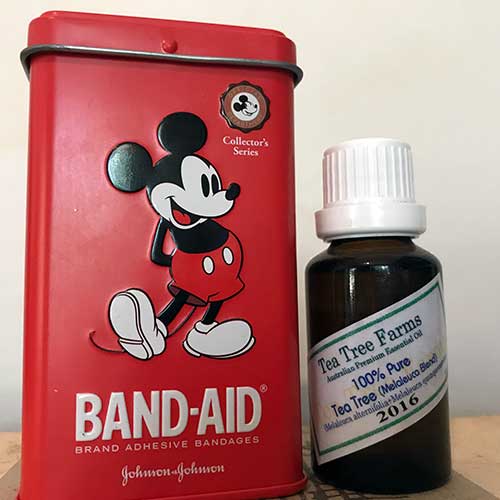 Collector's
Series
BAND-AID®
BRAND ADHESIVE BANDAGES
Johnson & Johnson
Tea Tree Farms
Australian Premium Essential Oil
100% Pure
Tea Tree (Melaleuca Blend)
(Melaleuca alternifolia+Melaleuca
2016